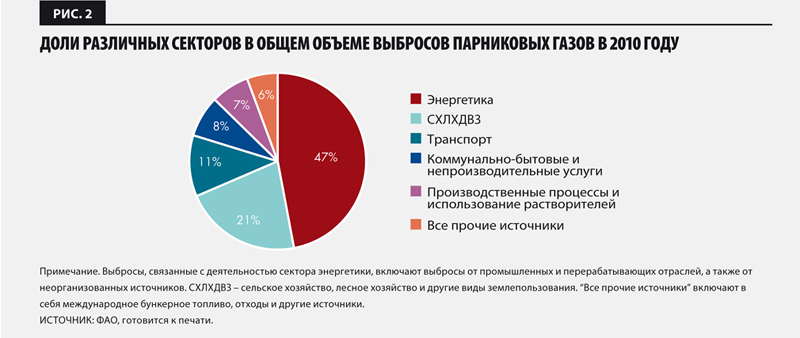 РИС. 2
ДОЛИ РАЗЛИЧНЫХ СЕКТОРОВ В ОБЩЕМ ОБЪЕМЕ ВЫБРОСОВ ПАРНИКОВЫХ ГАЗОВ В 2010 ГОДУ
6%
7%
8%
11%
21%
47%
Энергетика
СХЛХДВЗ
Транспорт
Коммунально-бытовые и
непроизводительные услуги
Производственные процессы и
использование растворителей
Все прочие источники
Примечание. Выбросы, связанные с деятельностью сектора энергетики, включают выбросы от промышленных и перерабатывающих отраслей, а также от
неорганизованных источников. СХЛХДВЗ – сельское хозяйство, лесное хозяйство и другие виды землепользования. "Все прочие источники" включают в
себя международное бункерное топливо, отходы и другие источники.
ИСТОЧНИК: ФАО, готовится к печати.